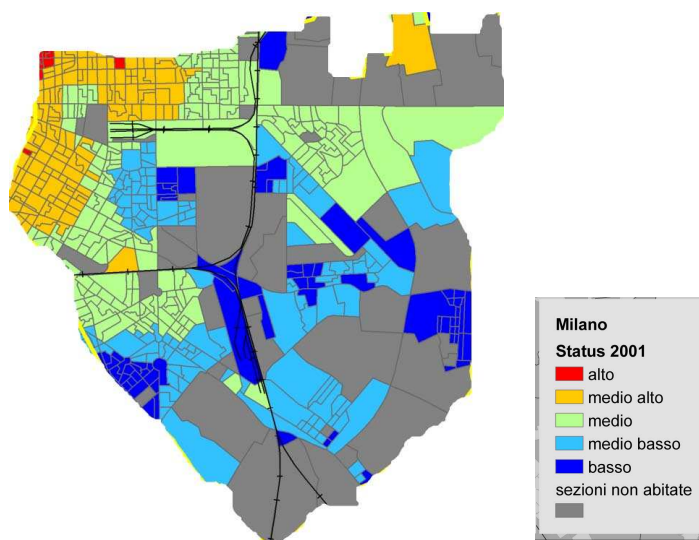 Milano
Status 2001
alto
medio alto
medio
medio basso
basso
sezioni non abitate